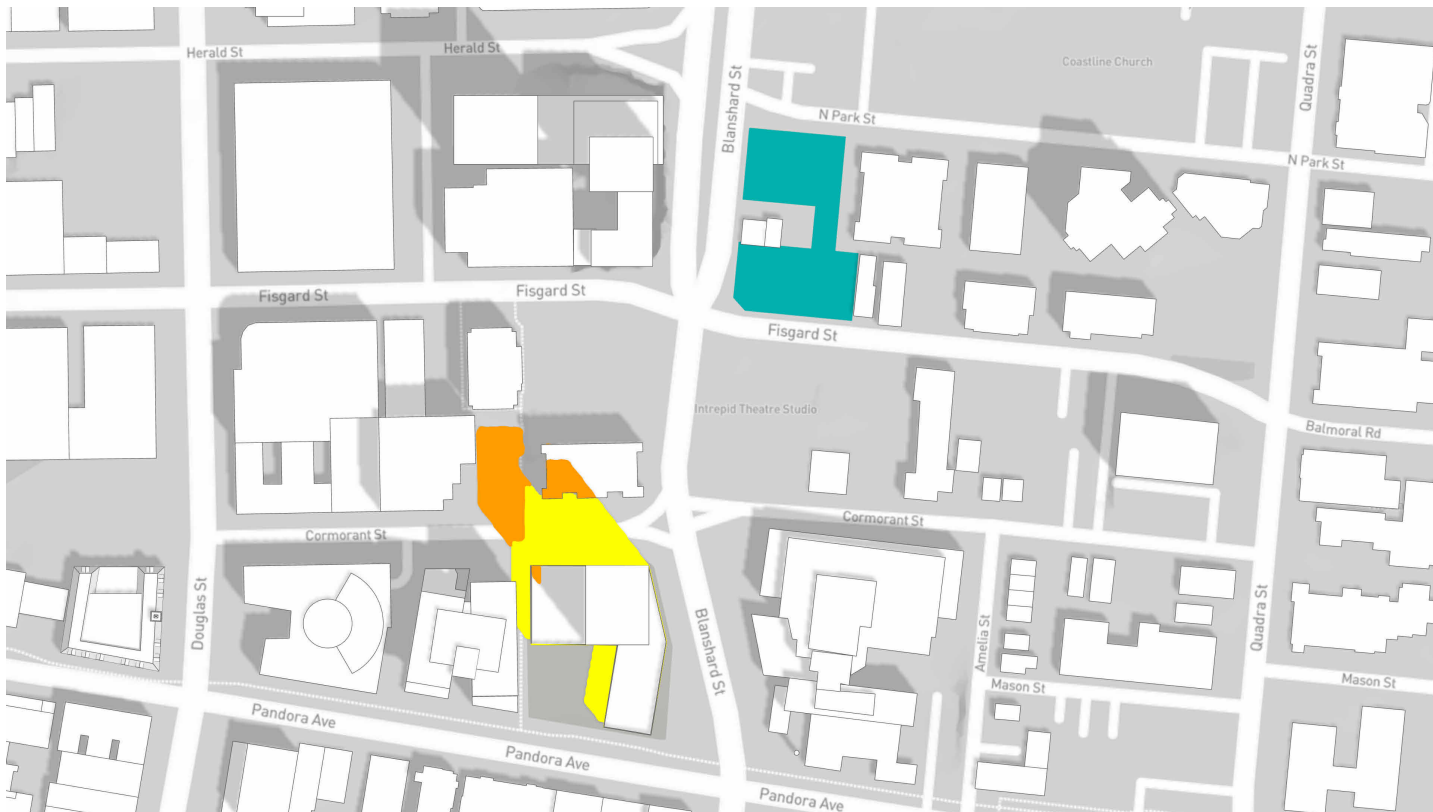 Herald St
Herald St
Blanshard St
Coastline Church
Quadra St
N Park St
N Park St
Fisgard St
Fisgard St
Fisgard St
Intrepid Theatre Studio
Balmoral Rd
Cormorant St
Cormorant St
Douglas St
Blanshard St
Amelia St
Quadra St
Mason St
Mason St
Pandora Ave
Pandora Ave
Pandora Ave